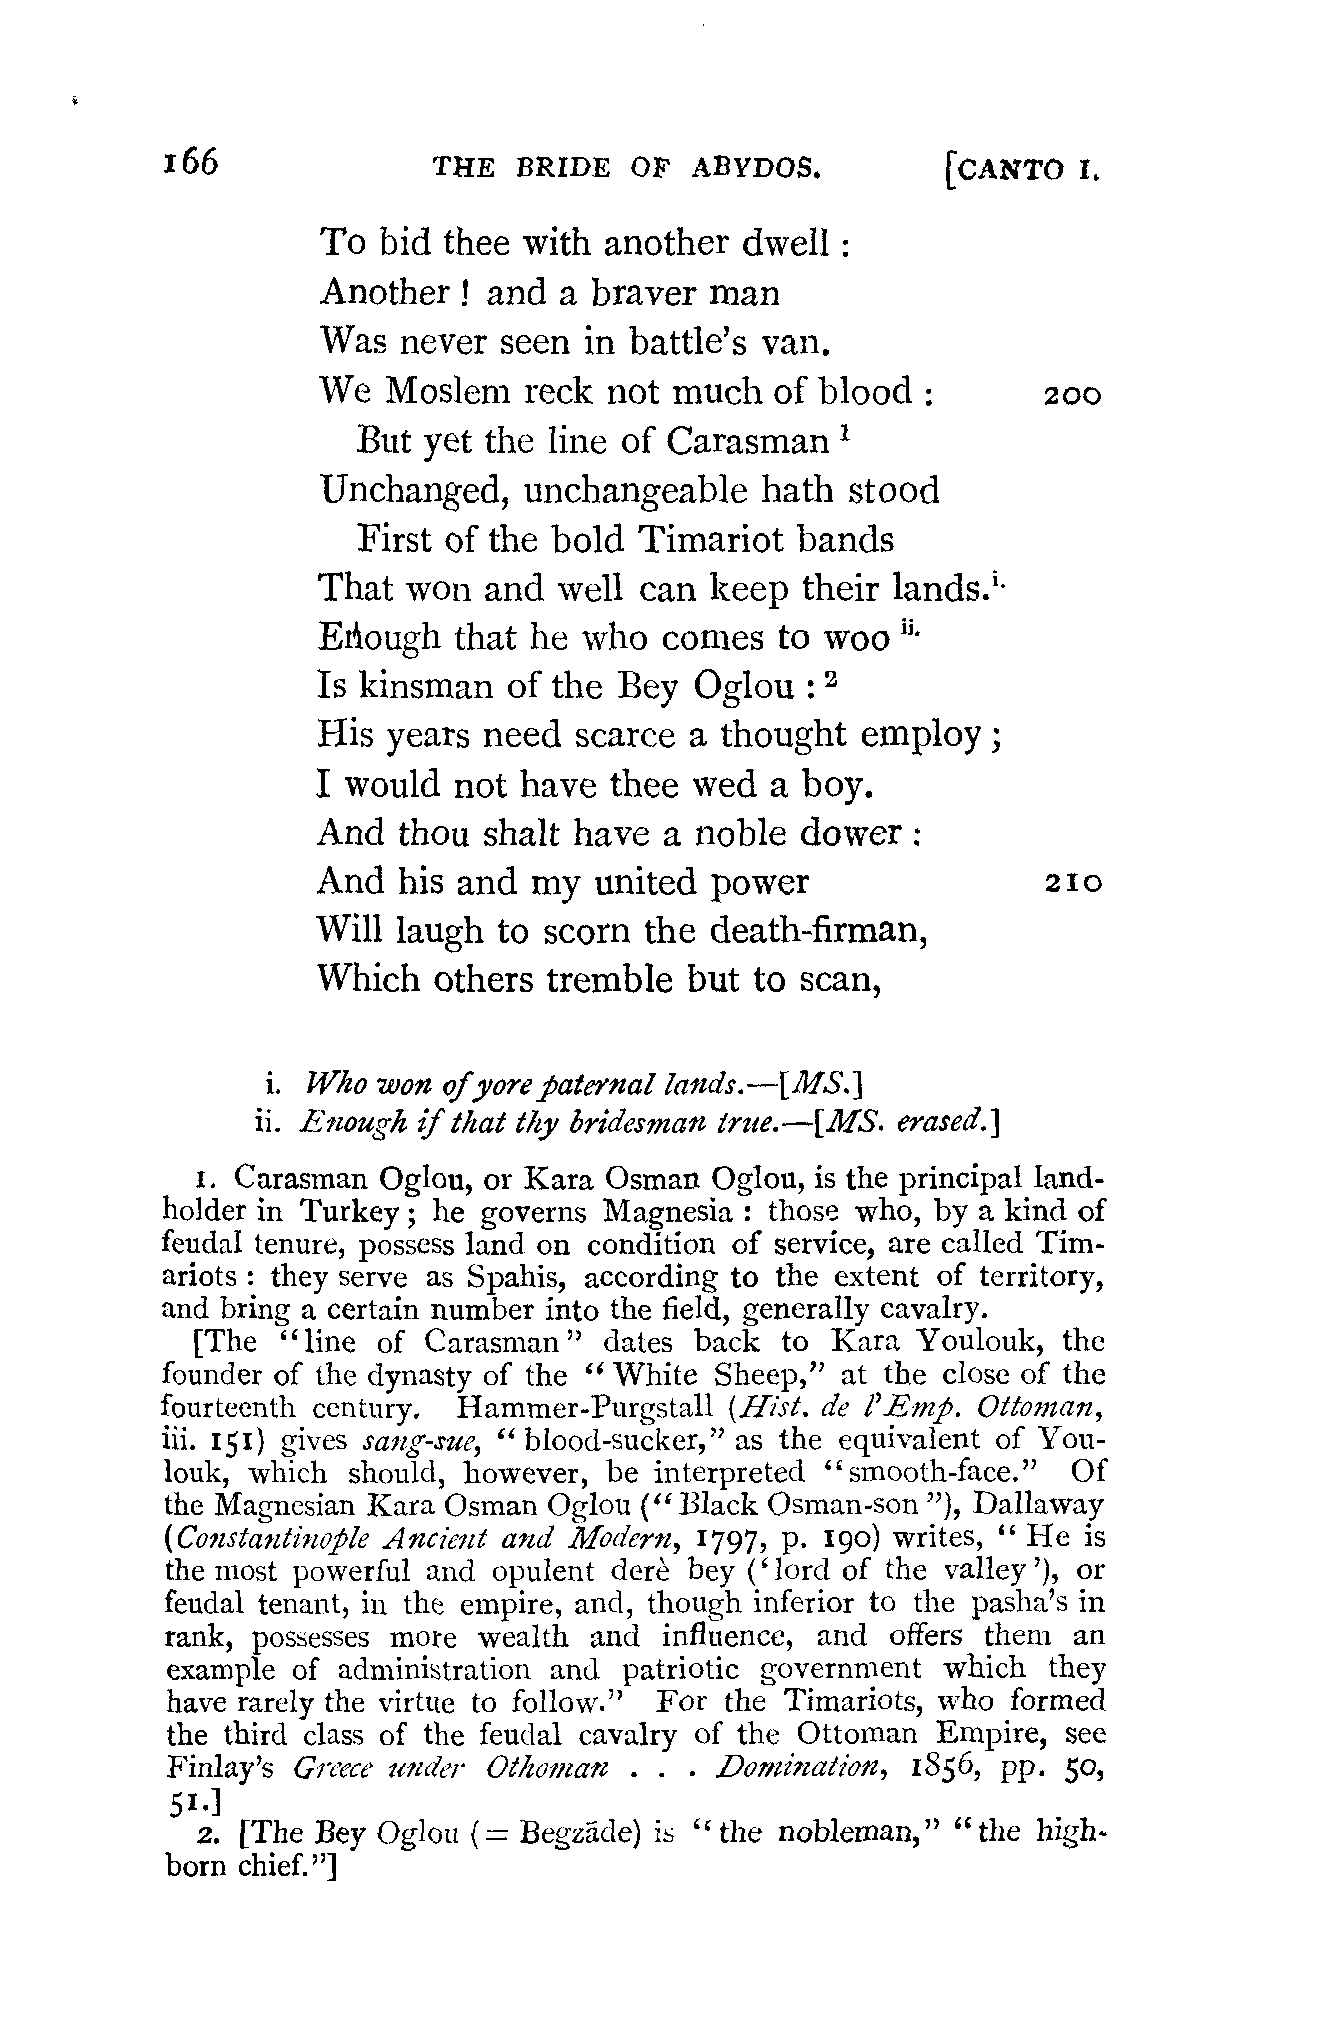 166 THE BRIDE OF ABYDOS. [CANTO I.
To bid thee with another dwell :
Another ! and a braver man
Was never seen in battle's van.
We Moslem reck not much of blood : 200
But yet the line of Carasman ¹
Unchanged, unchangeable hath stood
First of the bold Timariot bands
That won and well can keep their lands.ⁱ·
Enough that he who comes to woo ⁱⁱ·
Is kinsman of the Bey Oglou : ²
His years need scarce a thought employ ;
I would not have thee wed a boy.
And thou shalt have a noble dower :
And his and my united power 210
Will laugh to scorn the death-firman,
Which others tremble but to scan,
i. Who won of yore paternal lands.—[MS.]
ii. Enough if that thy bridesman true.—[MS. erased.]
1. Carasman Oglou, or Kara Osman Oglou, is the principal land-
holder in Turkey ; he governs Magnesia : those who, by a kind of
feudal tenure, possess land on condition of service, are called Tim-
ariots : they serve as Spahis, according to the extent of territory,
and bring a certain number into the field, generally cavalry.
[The "line of Carasman" dates back to Kara Youlouk, the
founder of the dynasty of the "White Sheep," at the close of the
fourteenth century. Hammer-Purgstall (Hist. de l'Emp. Ottoman,
iii. 151) gives sang-sue, "blood-sucker," as the equivalent of You-
louk, which should, however, be interpreted "smooth-face." Of
the Magnesian Kara Osman Oglou ("Black Osman-son"), Dallaway
(Constantinople Ancient and Modern, 1797, p. 190) writes, "He is
the most powerful and opulent derè bey ('lord of the valley'), or
feudal tenant, in the empire, and, though inferior to the pasha's in
rank, possesses more wealth and influence, and offers them an
example of administration and patriotic government which they
have rarely the virtue to follow." For the Timariots, who formed
the third class of the feudal cavalry of the Ottoman Empire, see
Finlay's Greece under Othoman . . . Domination, 1856, pp. 50,
51.]
2. [The Bey Oglou (= Begzāde) is "the nobleman," "the high-
born chief."]